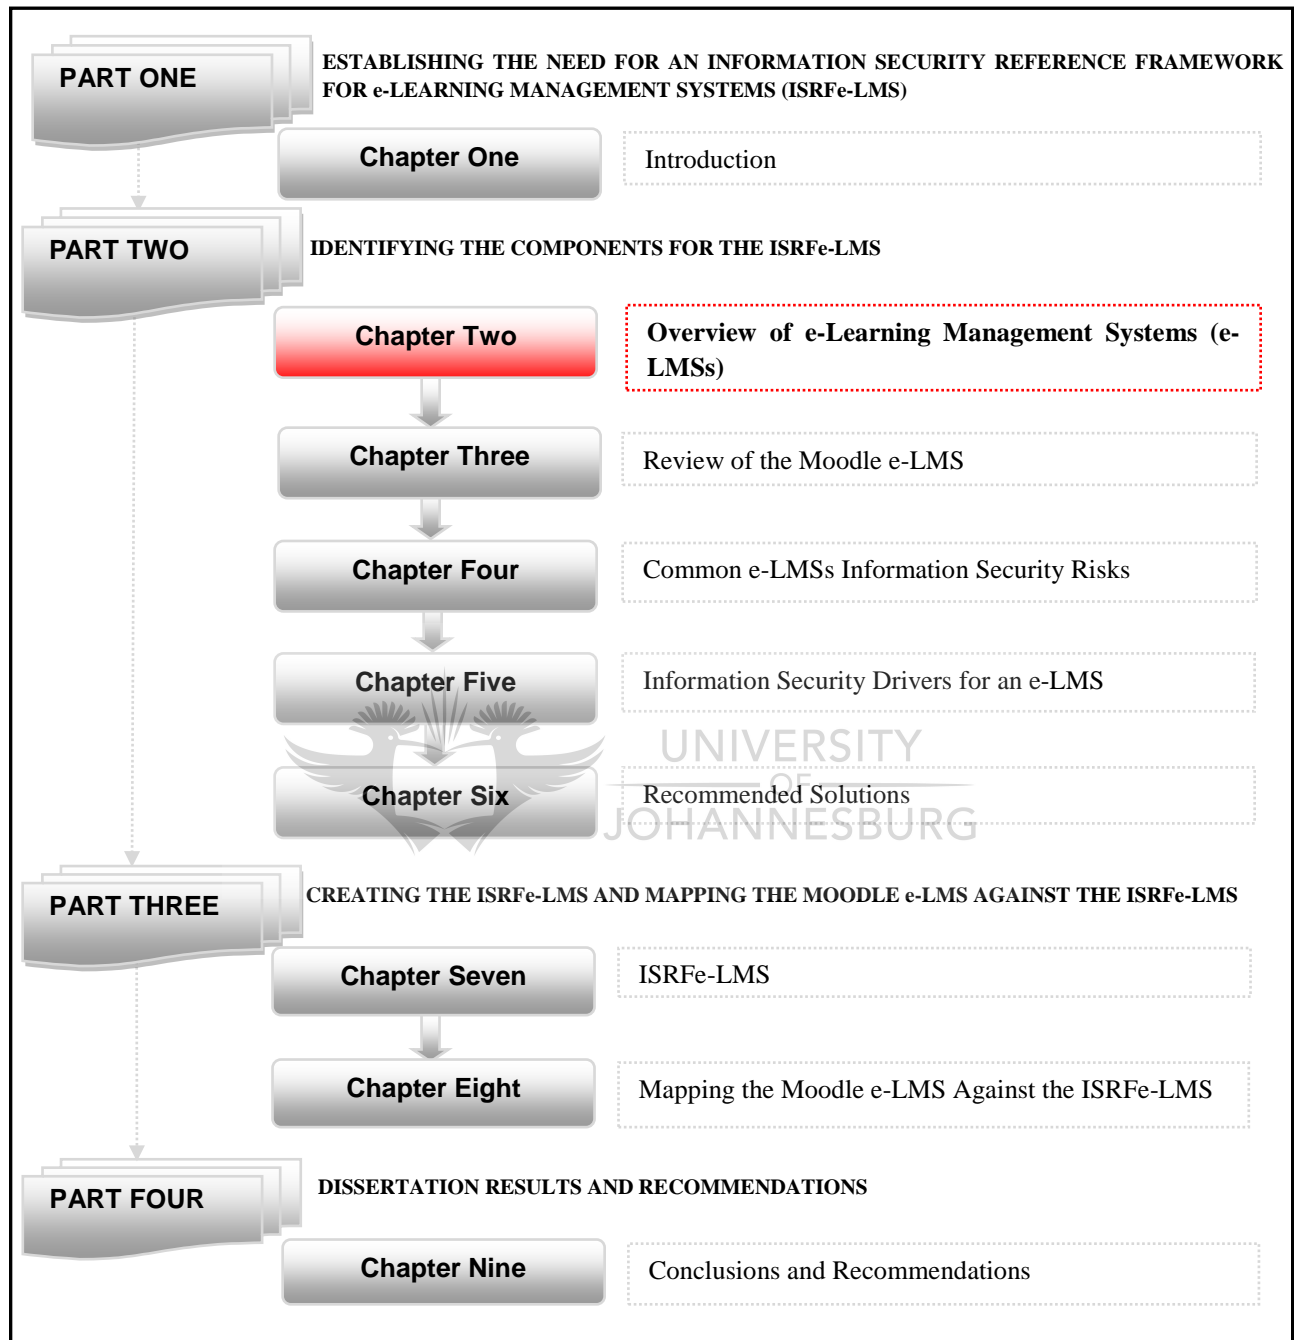 PART ONE
ESTABLISHING THE NEED FOR AN INFORMATION SECURITY REFERENCE FRAMEWORK
FOR e-LEARNING MANAGEMENT SYSTEMS (ISRFe-LMS)
Chapter One
Introduction
PART TWO
IDENTIFYING THE COMPONENTS FOR THE ISRFe-LMS
Chapter Two
Overview of e-Learning Management Systems (e-
LMSs)
Chapter Three
Review of the Moodle e-LMS
Chapter Four
Common e-LMSs Information Security Risks
Chapter Five
Information Security Drivers for an e-LMS
UNIVERSITY
OF
JOHANNESBURG
Chapter Six
Recommended Solutions
PART THREE
CREATING THE ISRFe-LMS AND MAPPING THE MOODLE e-LMS AGAINST THE ISRFe-LMS
Chapter Seven
ISRFe-LMS
Chapter Eight
Mapping the Moodle e-LMS Against the ISRFe-LMS
PART FOUR
DISSERTATION RESULTS AND RECOMMENDATIONS
Chapter Nine
Conclusions and Recommendations